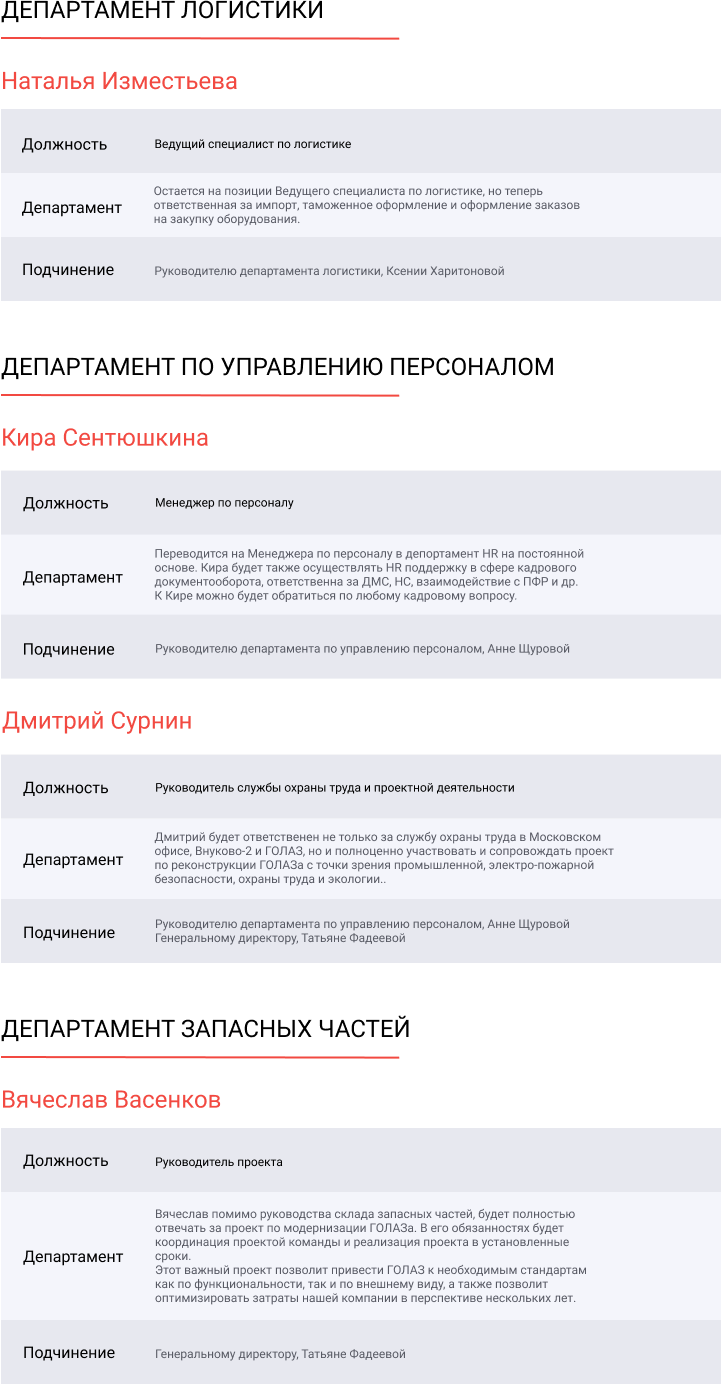 ДЕПАРТАМЕНТ ЛОГИСТИКИ
Наталья Изместьева
Должность
Ведущий специалист по логистике
Департамент
Остается на позиции Ведущего специалиста по логистике, но теперь
ответственная за импорт, таможенное оформление и оформление заказов
на закупку оборудования.
Подчинение
Руководителю департамента логистики, Ксении Харитоновой
ДЕПАРТАМЕНТ ПО УПРАВЛЕНИЮ ПЕРСОНАЛОМ
Кира Сентюшкина
Должность
Менеджер по персоналу
Департамент
Переводится на Менеджера по персоналу в депортамент HR на постоянной
основе. Кира будет также осуществлять HR поддержку в сфере кадрового
документооборота, ответственна за ДМС, НС, взаимодействие с ПФР и др.
К Кире можно будет обратиться по любому кадровому вопросу.
Подчинение
Руководителю департамента по управлению персоналом, Анне Щуровой
Дмитрий Сурнин
Должность
Руководитель службы охраны труда и проектной деятельности
Департамент
Дмитрий будет ответственен не только за службу охраны труда в Московском
офисе, Внуково-2 и ГОЛАЗ, но и полноценно участвовать и сопровождать проект
по реконструкции ГОЛАЗа с точки зрения промышленной, электро-пожарной
безопасности, охраны труда и экологии..
Подчинение
Руководителю департамента по управлению персоналом, Анне Щуровой
Генеральному директору, Татьяне Фадеевой
ДЕПАРТАМЕНТ ЗАПАСНЫХ ЧАСТЕЙ
Вячеслав Васенков
Должность
Руководитель проекта
Департамент
Вячеслав помимо руководства склада запасных частей, будет полностью
отвечать за проект по модернизации ГОЛАЗа. В его обязанностях будет
координация проектой команды и реализация проекта в установленные
сроки.
Этот важный проект позволит привести ГОЛАЗ к необходимым стандартам
как по функциональности, так и по внешнему виду, а также позволит
оптимизировать затраты нашей компании в перспективе нескольких лет.
Подчинение
Генеральному директору, Татьяне Фадеевой